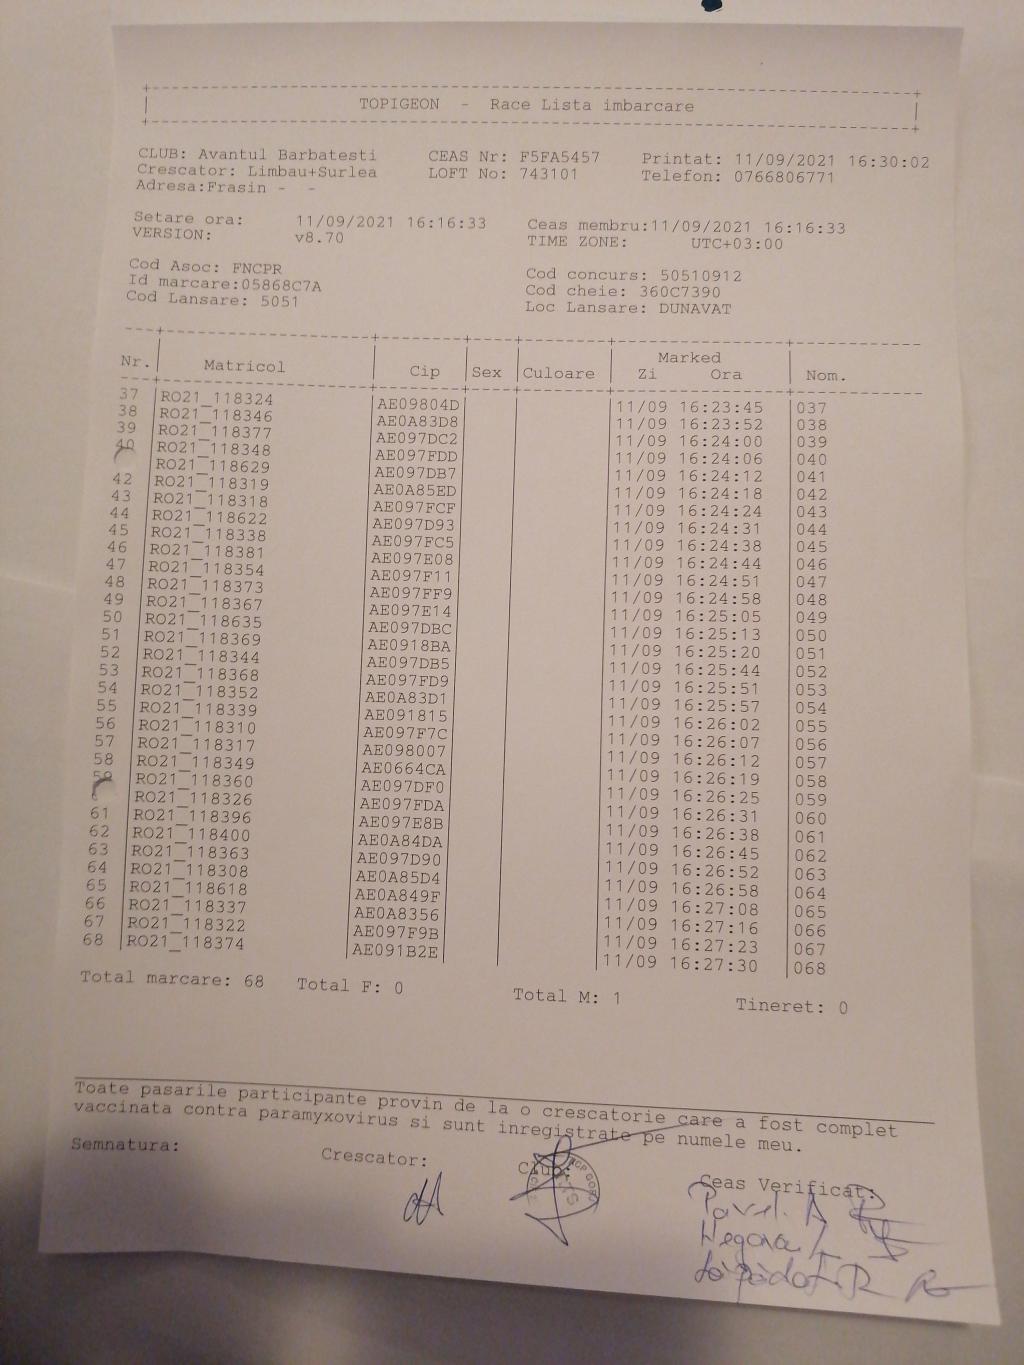 TOPIGEON - Race Lista imbarcare
CLUB: Avantul Barbatesti CEAS Nr: F5FA5457 Printat: 11/09/2021 16:30:02
Crescator: Limbau+Surlea LOFT No: 743101 Telefon: 0766806771
Adresa:Frasin - -
Setare ora: 11/09/2021 16:16:33 Ceas membru:11/09/2021 16:16:33
VERSION: v8.70 TIME ZONE: UTC+03:00
Cod Asoc: FNCPR Cod concurs: 50510912
Id marcare:05868C7A Cod cheie: 360C7390
Cod Lansare: 5051 Loc Lansare: DUNAVAT
Marked
Nr. Matricol Cip Sex Culoare Zi Ora Nom.
37 RO21_118324 AE09804D 11/09 16:23:45 037
38 RO21_118346 AE0A83D8 11/09 16:23:52 038
39 RO21_118377 AE097DC2 11/09 16:24:00 039
40 RO21_118348 AE097FDD 11/09 16:24:06 040
RO21_118629 AE097DB7 11/09 16:24:12 041
42 RO21_118319 AE0A85ED 11/09 16:24:18 042
43 RO21_118318 AE097FCF 11/09 16:24:24 043
44 RO21_118622 AE097D93 11/09 16:24:31 044
45 RO21_118338 AE097FC5 11/09 16:24:38 045
46 RO21_118381 AE097E08 11/09 16:24:44 046
47 RO21_118354 AE097F11 11/09 16:24:51 047
48 RO21_118373 AE097FF9 11/09 16:24:58 048
49 RO21_118367 AE097E14 11/09 16:25:05 049
50 RO21_118635 AE097DBC 11/09 16:25:13 050
51 RO21_118369 AE0918BA 11/09 16:25:20 051
52 RO21_118344 AE097DB5 11/09 16:25:44 052
53 RO21_118368 AE097FD9 11/09 16:25:51 053
54 RO21_118352 AE0A83D1 11/09 16:25:57 054
55 RO21_118339 AE091815 11/09 16:26:02 055
56 RO21_118310 AE097F7C 11/09 16:26:07 056
57 RO21_118317 AE098007 11/09 16:26:12 057
58 RO21_118349 AE0664CA 11/09 16:26:19 058
59 RO21_118360 AE097DF0 11/09 16:26:25 059
RO21_118326 AE097FDA 11/09 16:26:31 060
61 RO21_118396 AE097E8B 11/09 16:26:38 061
62 RO21_118400 AE0A84DA 11/09 16:26:45 062
63 RO21_118363 AE097D90 11/09 16:26:52 063
64 RO21_118308 AE0A85D4 11/09 16:26:58 064
65 RO21_118618 AE0A849F 11/09 16:27:08 065
66 RO21_118337 AE0A8356 11/09 16:27:16 066
67 RO21_118322 AE097F9B 11/09 16:27:23 067
68 RO21_118374 AE091B2E 11/09 16:27:30 068
Total marcare: 68 Total F: 0 Total M: 1 Tineret: 0
Toate pasarile participante provin de la o crescatorie care a fost complet
vaccinata contra paramyxovirus si sunt inregistrate pe numele meu.
Semnatura: Crescator: Club: Ceas Verificat: